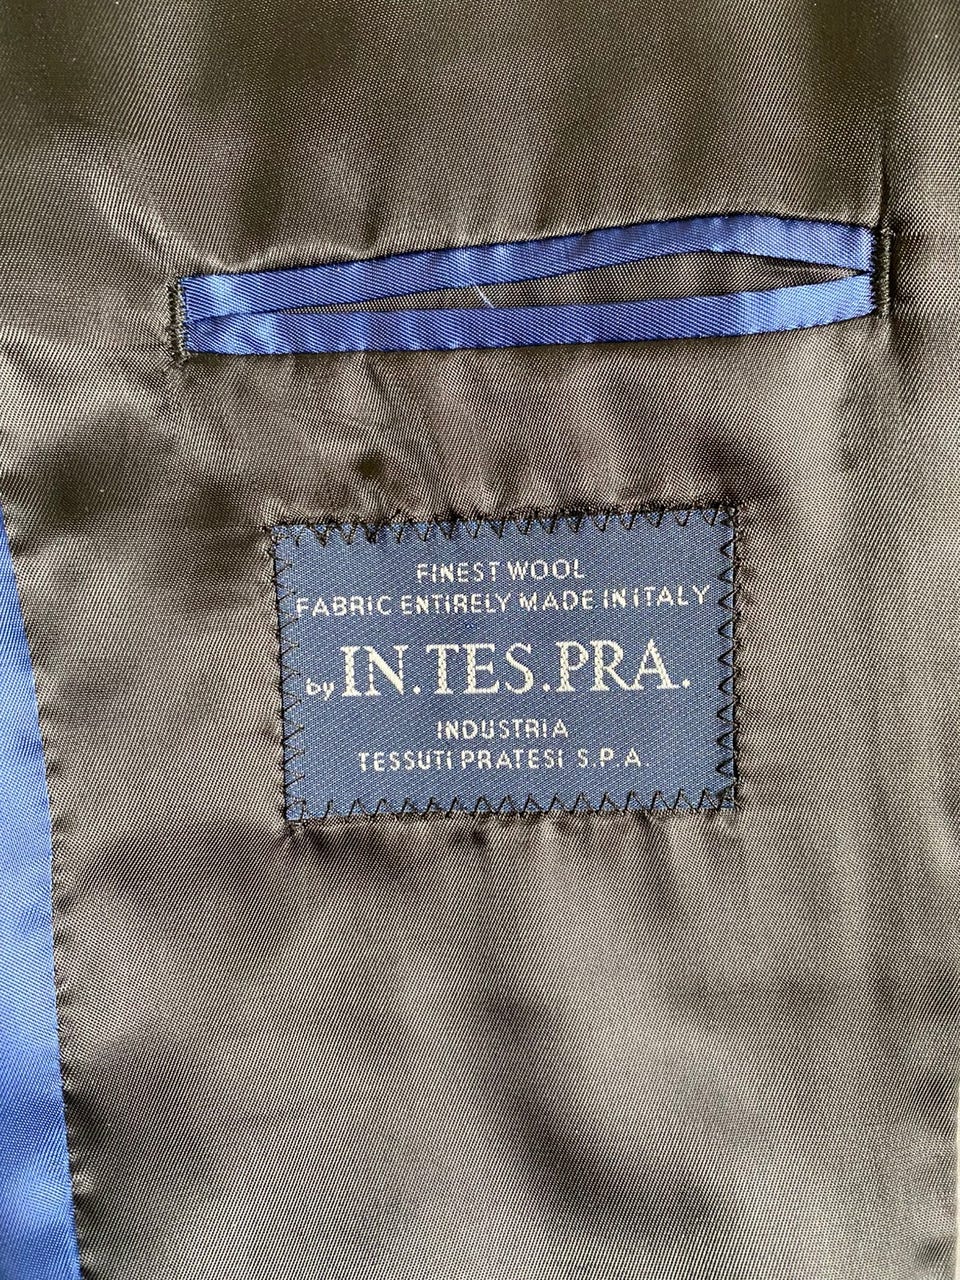 FINEST WOOL
FABRIC ENTIRELY MADE IN ITALY
by IN.TES.PRA.
INDUSTRIA
TESSUTI PRATESI S.P.A.